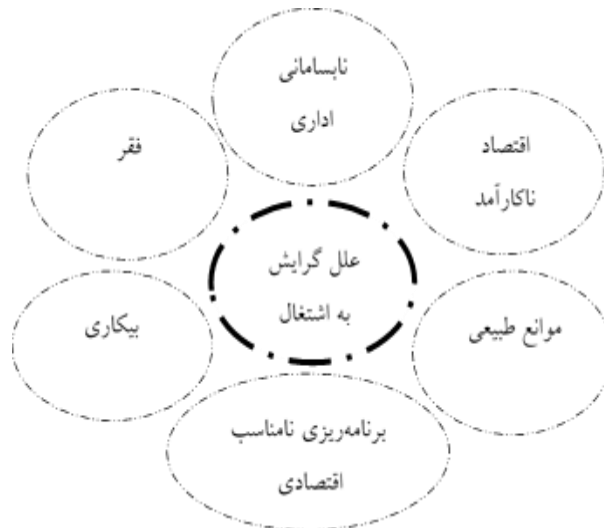 نابسامانی
اداری
اقتصاد
ناکارآمد
فقر
علل گرایش
به اشتغال
موانع طبیعی
بیکاری
برنامه‌ریزی نامناسب
اقتصادی